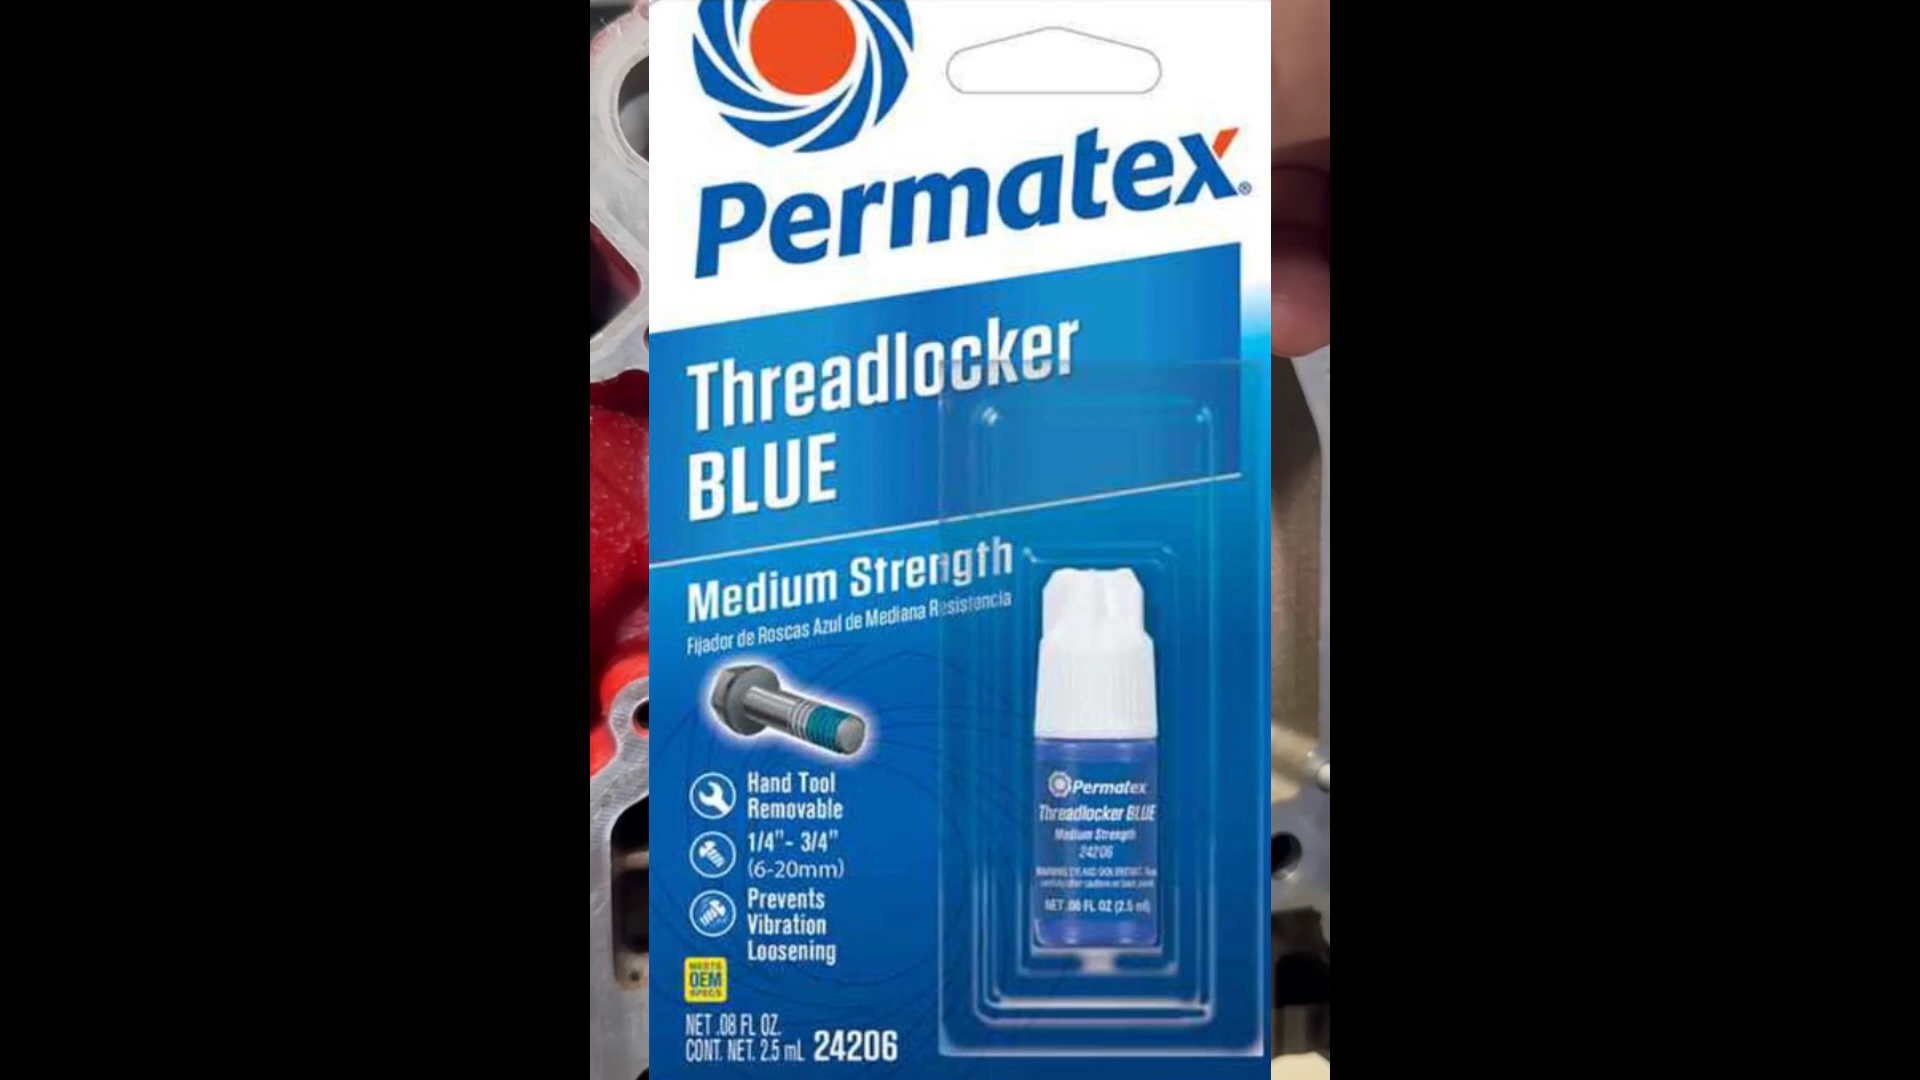 Permatex®
Threadlocker
BLUE
Medium Strength
Fijador de Roscas Azul de Mediana Resistencia
Hand Tool
Removable
1/4"- 3/4"
(6-20mm)
Prevents
Vibration
Loosening
MEETS
OEM
SPECS
NET .08 FL OZ.
CONT. NET. 2.5 mL 24206
Permatex
Threadlocker BLUE
Medium Strength
24206
NET .08 FL OZ (2.5 ml)